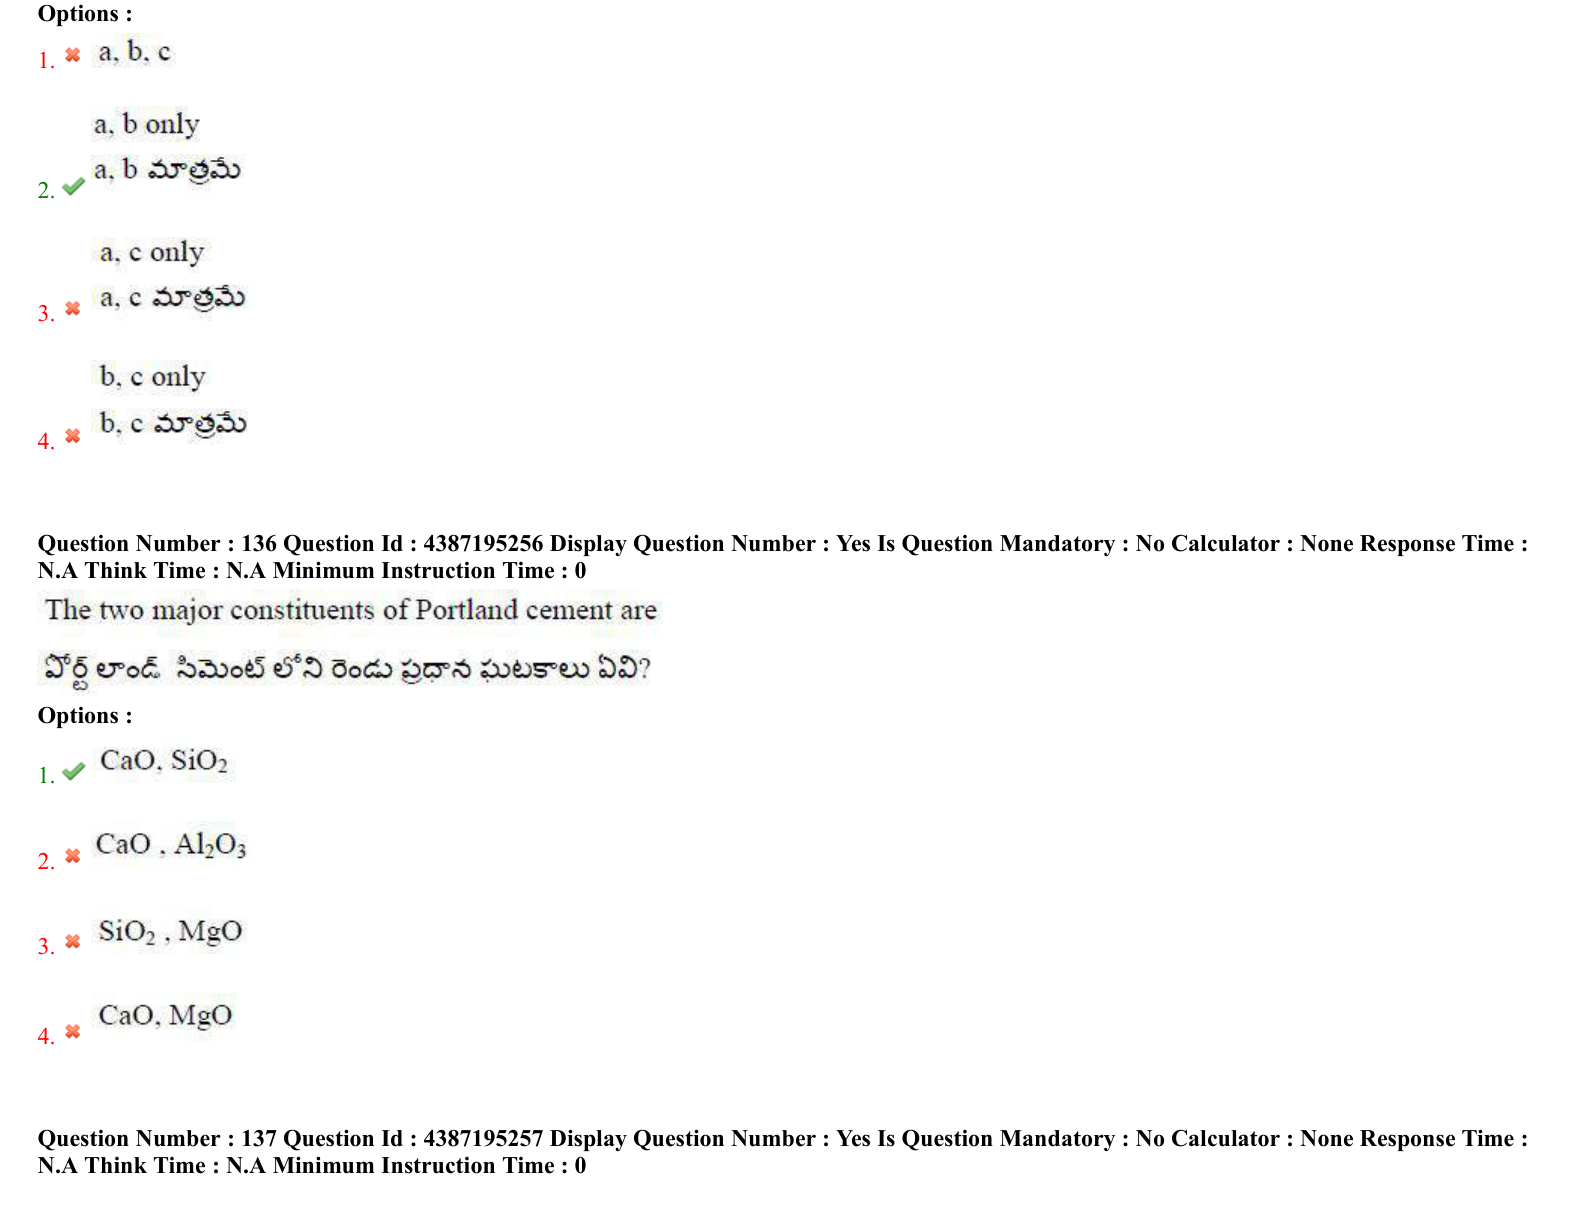 Options :
1. a, b, c
a, b only
a, b మాత్రమే
2.
a, c only
a, c మాత్రమే
3.
b, c only
b, c మాత్రమే
4.
Question Number : 136 Question Id : 4387195256 Display Question Number : Yes Is Question Mandatory : No Calculator : None Response Time :
N.A Think Time : N.A Minimum Instruction Time : 0
The two major constituents of Portland cement are
పోర్ట్ లాండ్ సిమెంట్ లోని రెండు ప్రధాన ఘటకాలు ఏవి?
Options :
1. CaO, SiO₂
2. CaO , Al₂O₃
3. SiO₂ , MgO
4. CaO, MgO
Question Number : 137 Question Id : 4387195257 Display Question Number : Yes Is Question Mandatory : No Calculator : None Response Time :
N.A Think Time : N.A Minimum Instruction Time : 0